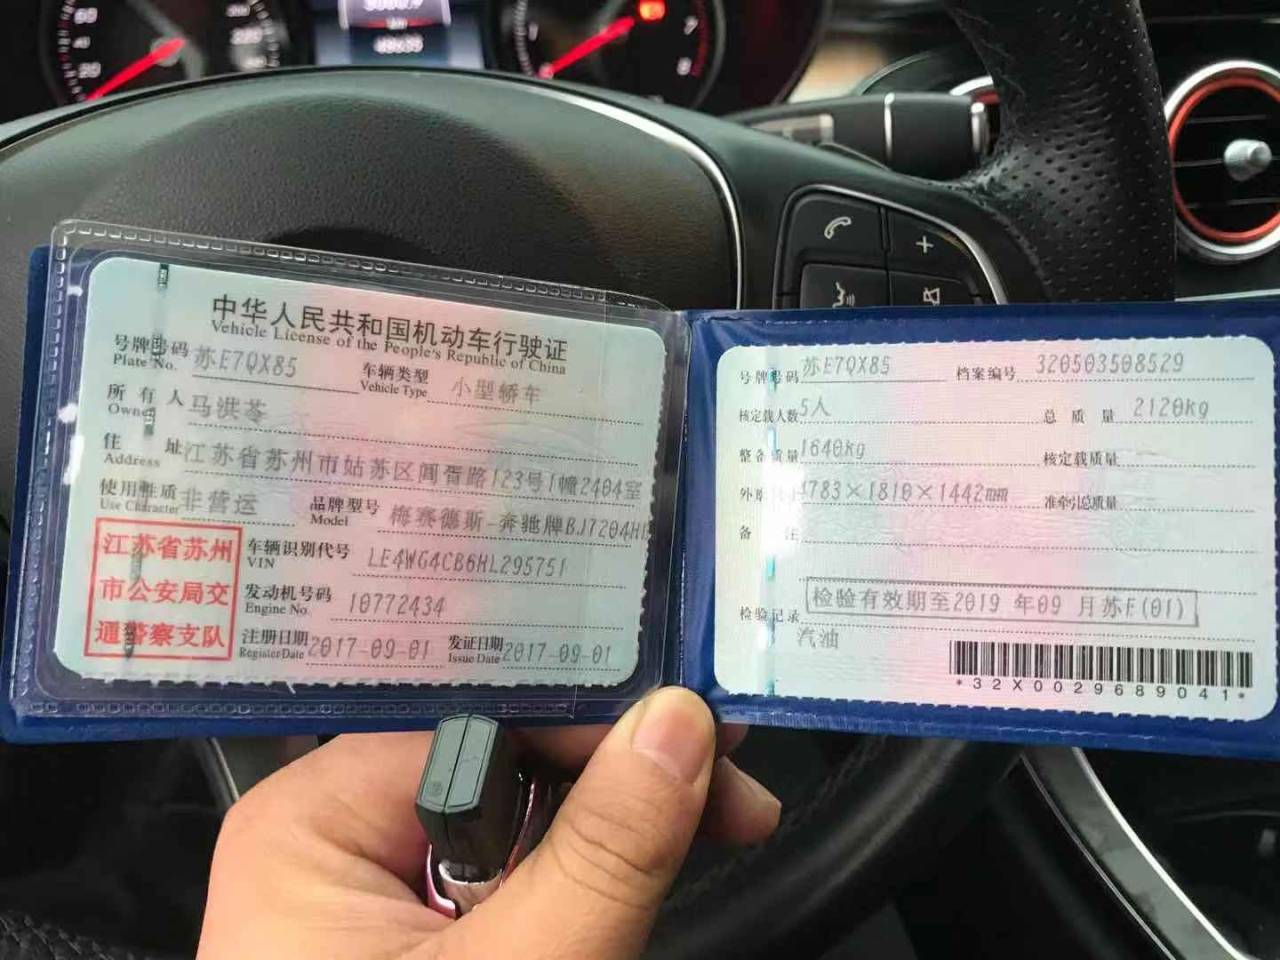 中华人民共和国机动车行驶证
Vehicle License of the People's Republic of China
号牌号码 苏E7QX85 车辆类型 小型轿车
Plate No. Vehicle Type
所有人 马洪苓
Owner
住址 江苏省苏州市姑苏区阊胥路123号1幢2404室
Address
使用性质 非营运 品牌型号 梅赛德斯-奔驰牌BJ7204H
Use Character Model
江苏省苏州
市公安局交
通警察支队
车辆识别代号 LE4WG4CB6HL295751
VIN
发动机号码 10772434
Engine No.
注册日期 2017-09-01 发证日期 2017-09-01
Register Date Issue Date
号牌号码 苏E7QX85 档案编号 320503508529
核定载人数 5人 总质量 2120kg
整备质量 1640kg 核定载质量
外廓尺寸 4783×1810×1442mm 准牵引总质量
备注
检验记录 检验有效期至2019年09月苏E(01)
汽油
*32X0029689041*